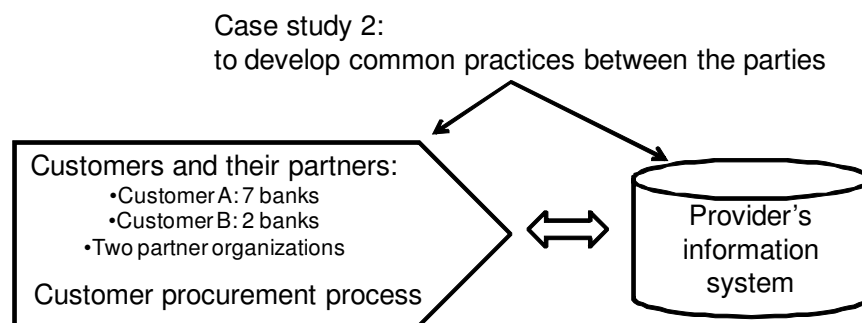 Case study 2:
to develop common practices between the parties
Customers and their partners:
•Customer A: 7 banks
•Customer B: 2 banks
•Two partner organizations
Customer procurement process
Provider's
information
system